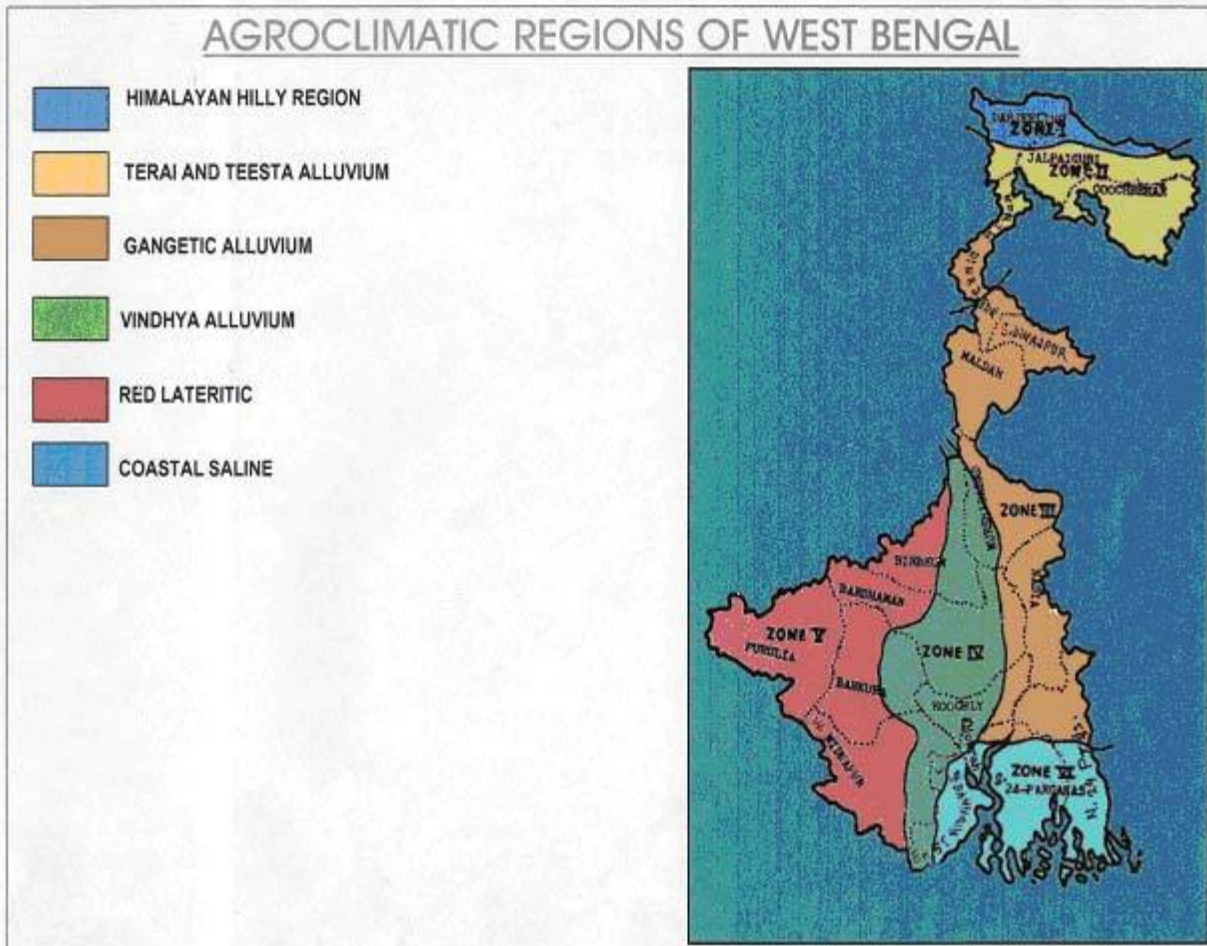 AGROCLIMATIC REGIONS OF WEST BENGAL
HIMALAYAN HILLY REGION
TERAI AND TEESTA ALLUVIUM
GANGETIC ALLUVIUM
VINDHYA ALLUVIUM
RED LATERITIC
COASTAL SALINE
ZONE-I
JALPAIGURI
ZONE II
COOCHBEHAR
DINAJPUR
MALDAH
ZONE III
BIRBHUM
BARDHAMAN
ZONE V
PURULIA
ZONE IV
BANKURA
HOOGHLY
ZONE VI
24-PARGANAS